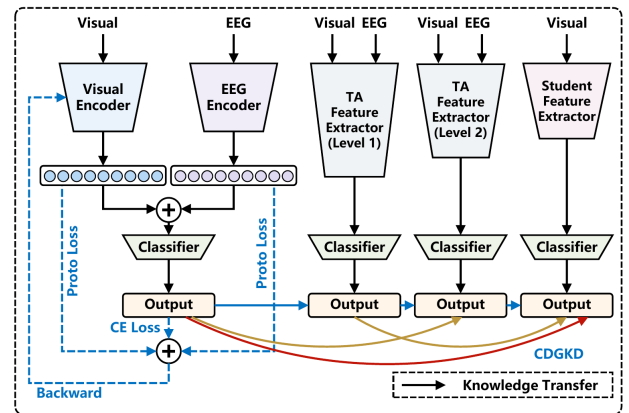 Visual EEG Visual EEG Visual EEG Visual
Visual
Encoder
EEG
Encoder
TA
Feature
Extractor
(Level 1)
TA
Feature
Extractor
(Level 2)
Student
Feature
Extractor
Proto Loss
Proto Loss
Classifier Classifier Classifier Classifier
Output Output Output Output
CE Loss
CDGKD
Backward
Knowledge Transfer